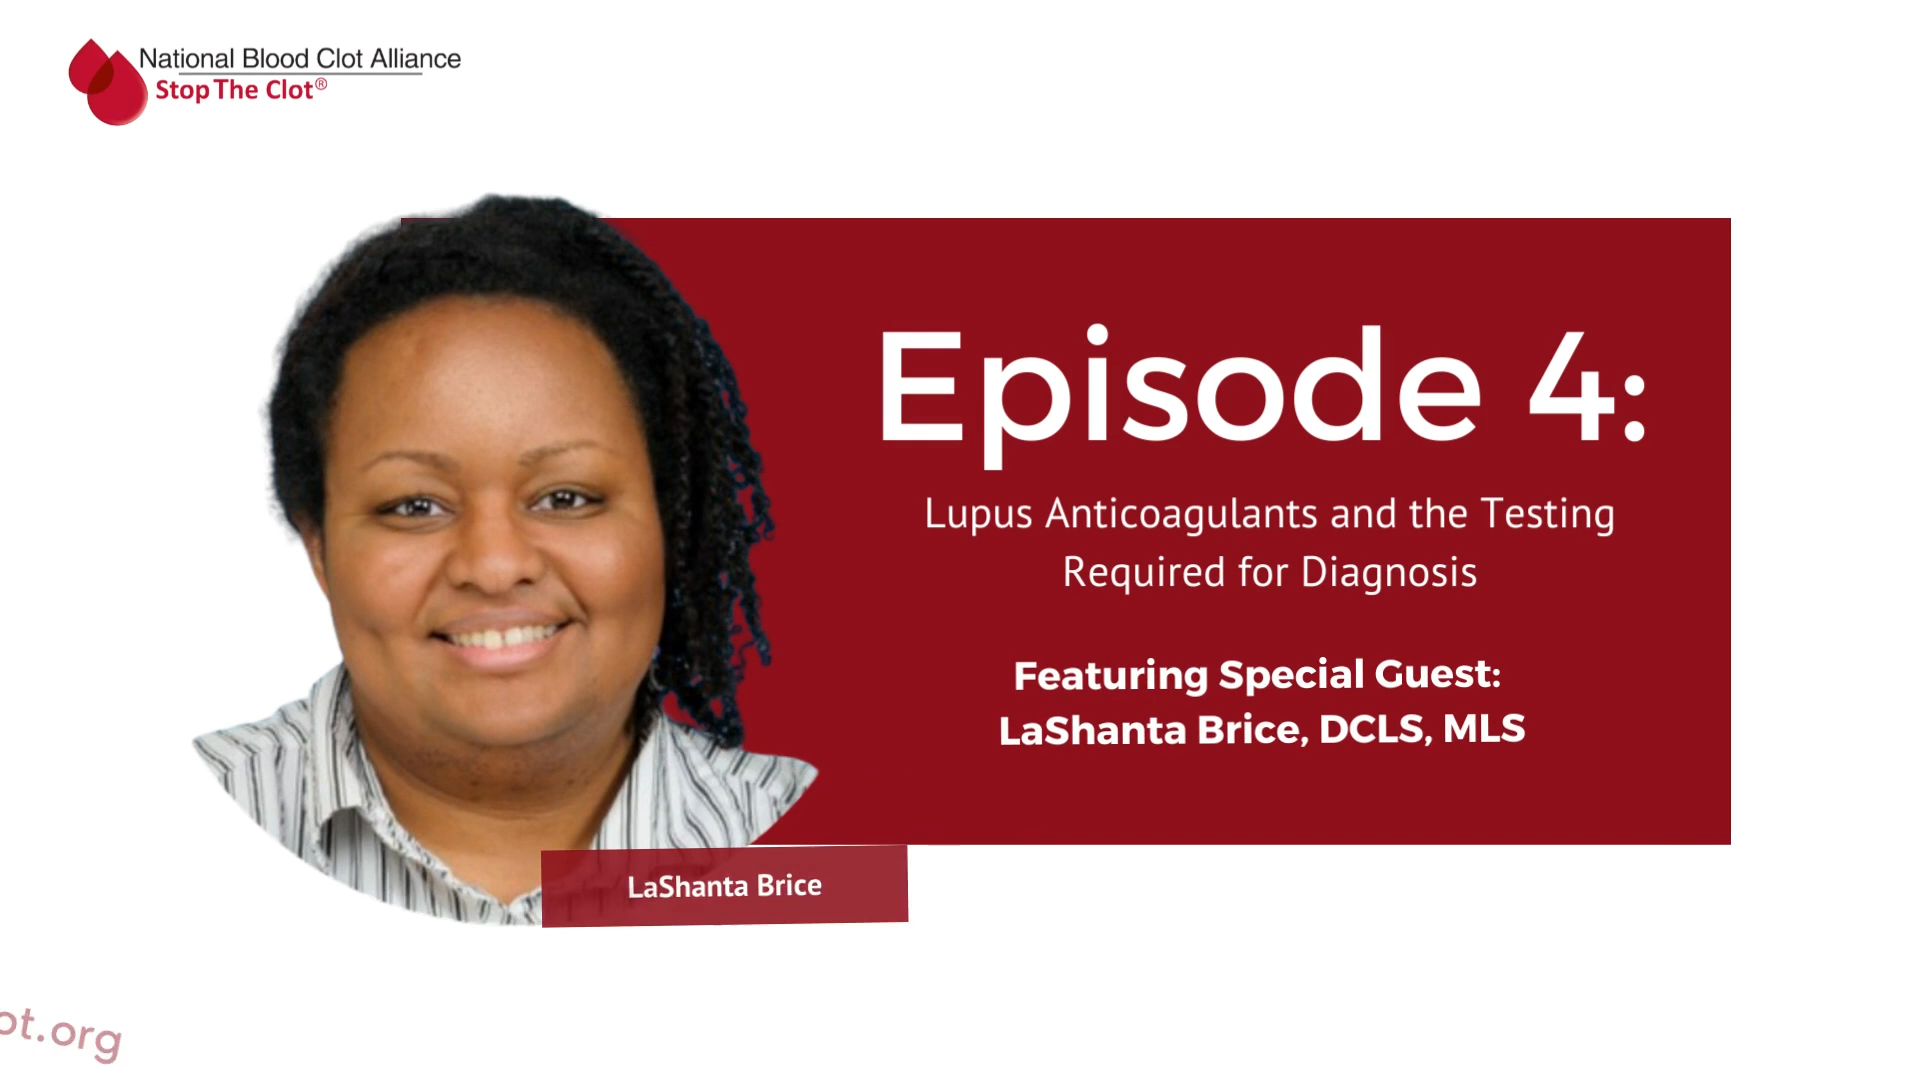 National Blood Clot Alliance
Stop The Clot®
Episode 4:
Lupus Anticoagulants and the Testing
Required for Diagnosis
Featuring Special Guest:
LaShanta Brice, DCLS, MLS
LaShanta Brice
ot.org